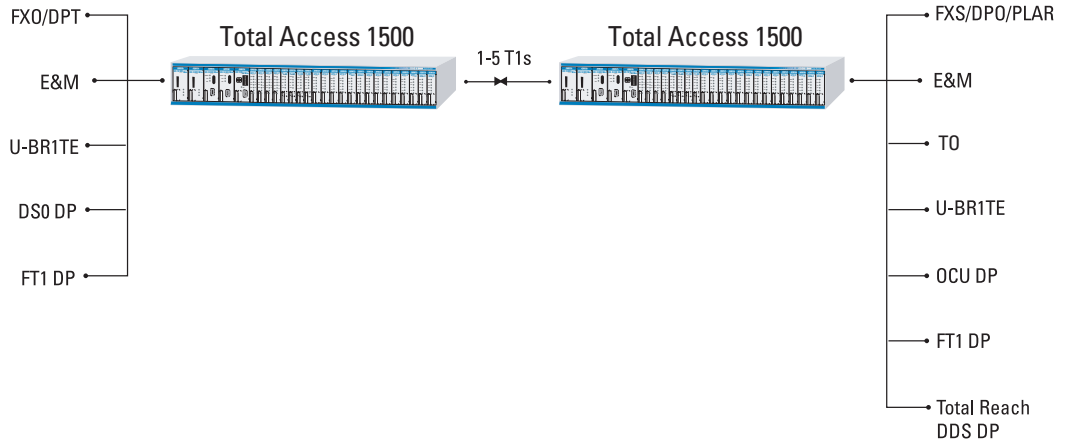 FXO/DPT
E&M
U-BR1TE
DS0 DP
FT1 DP
Total Access 1500
1-5 T1s
Total Access 1500
FXS/DPO/PLAR
E&M
TO
U-BR1TE
OCU DP
FT1 DP
Total Reach
DDS DP